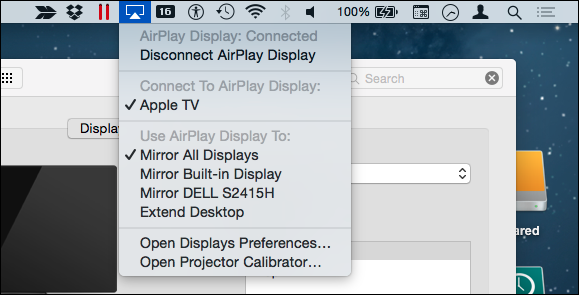 16
100%
AirPlay Display: Connected
Disconnect AirPlay Display
Connect To AirPlay Display:
Search
✓ Apple TV
Displa
Use AirPlay Display To:
✓ Mirror All Displays
Mirror Built-in Display
Mirror DELL S2415H
Extend Desktop
ared
Open Displays Preferences...
Open Projector Calibrator...